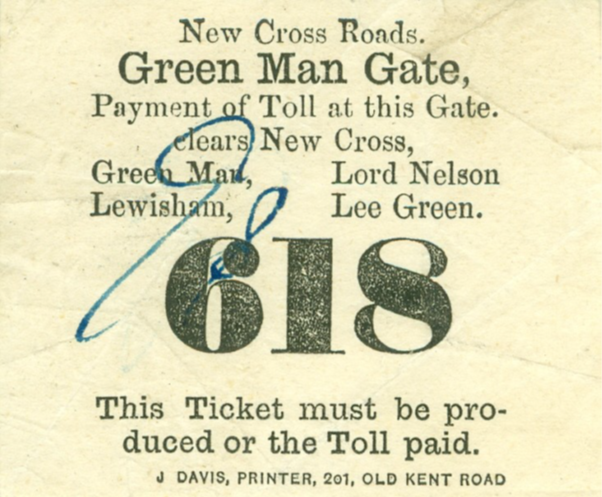 New Cross Roads.
Green Man Gate,
Payment of Toll at this Gate.
clears New Cross,
Green Man, Lord Nelson
Lewisham, Lee Green.
618
This Ticket must be pro-
duced or the Toll paid.
J DAVIS, PRINTER, 201, OLD KENT ROAD